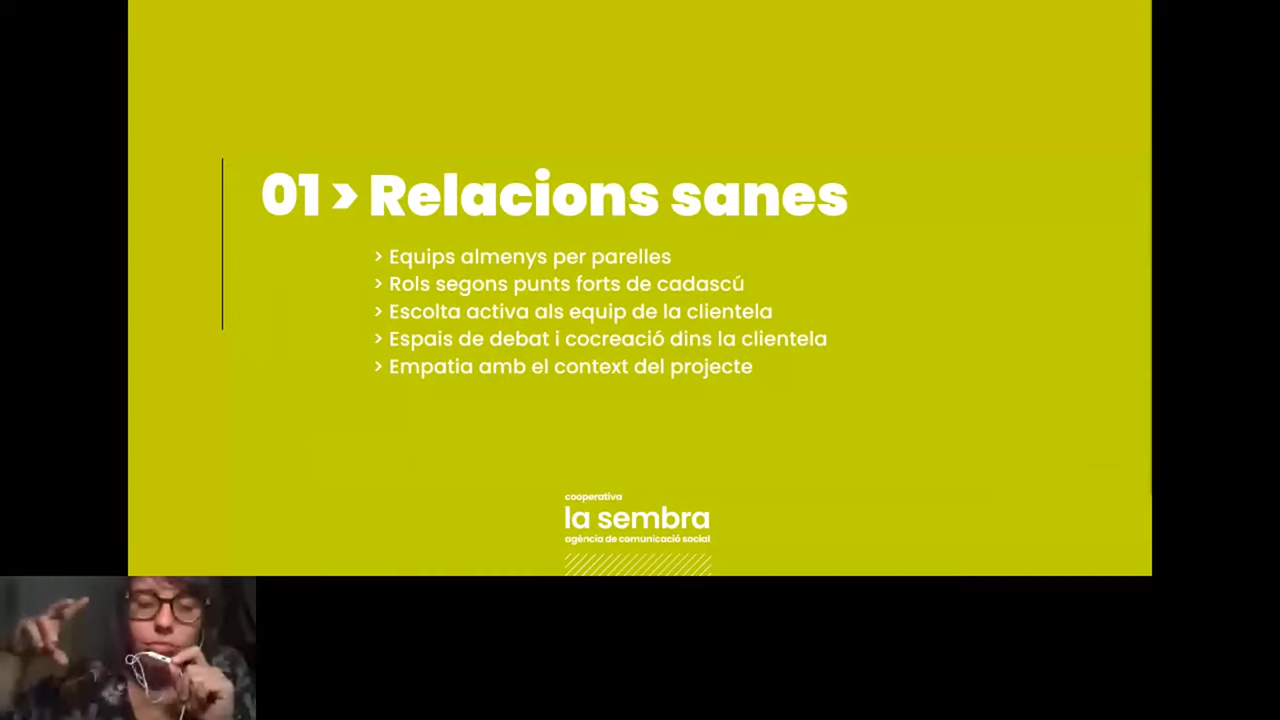 01 > Relacions sanes
> Equips almenys per parelles
> Rols segons punts forts de cadascú
> Escolta activa als equip de la clientela
> Espais de debat i cocreació dins la clientela
> Empatia amb el context del projecte
cooperativa
la sembra
agència de comunicació social